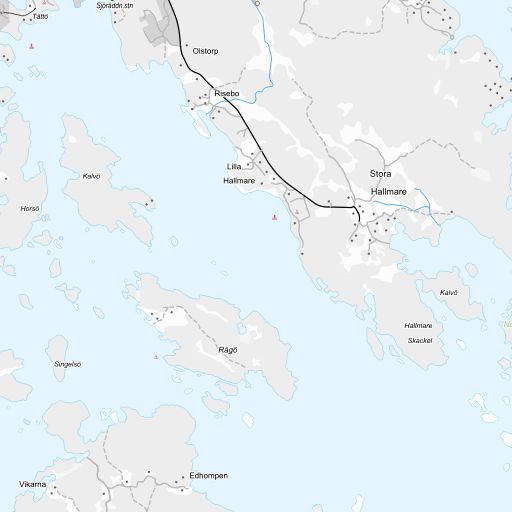 Sjöräddn.stn
Tättö
Olstorp
Risebo
Kalvö
Lilla
Hallmare
Stora
Hallmare
Horsö
Kalvö
Hallmare
Skackel
Rågö
Singelsö
Edhompen
Vikarna